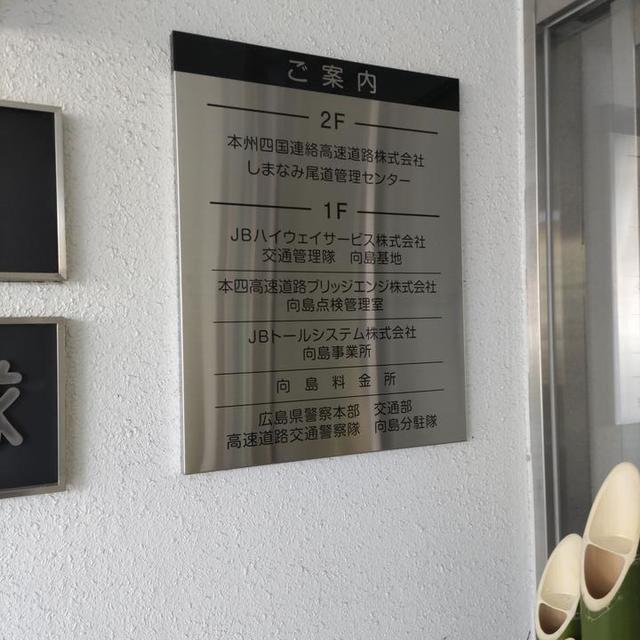 ご案内
2F
本州四国連絡高速道路株式会社
しまなみ尾道管理センター
1F
JBハイウェイサービス株式会社
交通管理隊 向島基地
本四高速道路ブリッジエンジ株式会社
向島点検管理室
JBトールシステム株式会社
向島事業所
向島料金所
広島県警察本部 交通部
高速道路交通警察隊 向島分駐隊